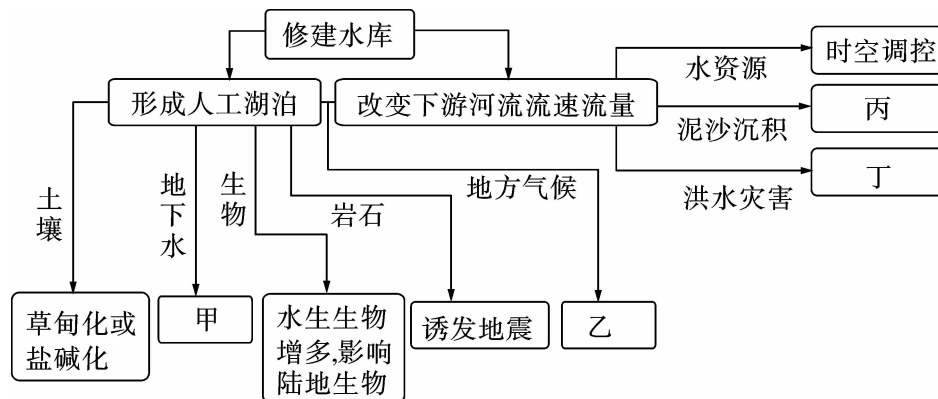 修建水库
形成人工湖泊
改变下游河流流速流量
水资源
时空调控
泥沙沉积
丙
洪水灾害
丁
土壤
地下水
生物
岩石
地方气候
草甸化或
盐碱化
甲
水生生物
增多,影响
陆地生物
诱发地震
乙